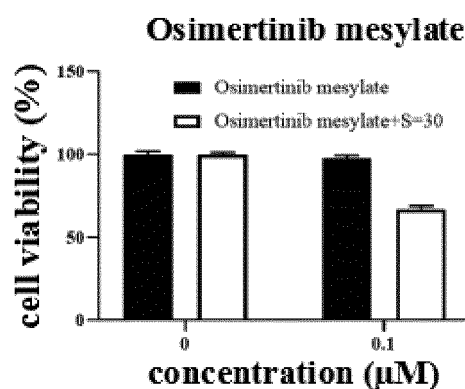 Osimertinib mesylate
cell viability (%)
150
100
50
0
Osimertinib mesylate
Osimertinib mesylate+S=30
0
0.1
concentration (μM)